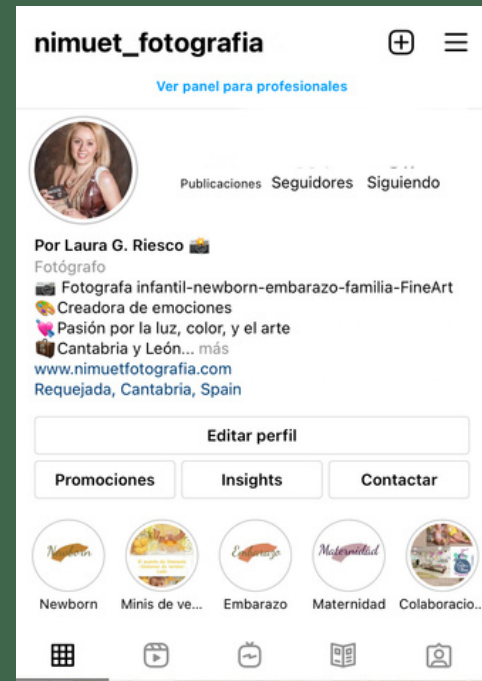 nimuet_fotografia
Ver panel para profesionales
Publicaciones Seguidores Siguiendo
Por Laura G. Riesco 📸
Fotógrafo
📷 Fotografa infantil-newborn-embarazo-familia-FineArt
🎨Creadora de emociones
💘Pasión por la luz, color, y el arte
🧳Cantabria y León... más
www.nimuetfotografia.com
Requejada, Cantabria, Spain
Editar perfil
Promociones Insights Contactar
Newborn Embarazo Maternidad
Newborn Minis de ve... Embarazo Maternidad Colaboracio...